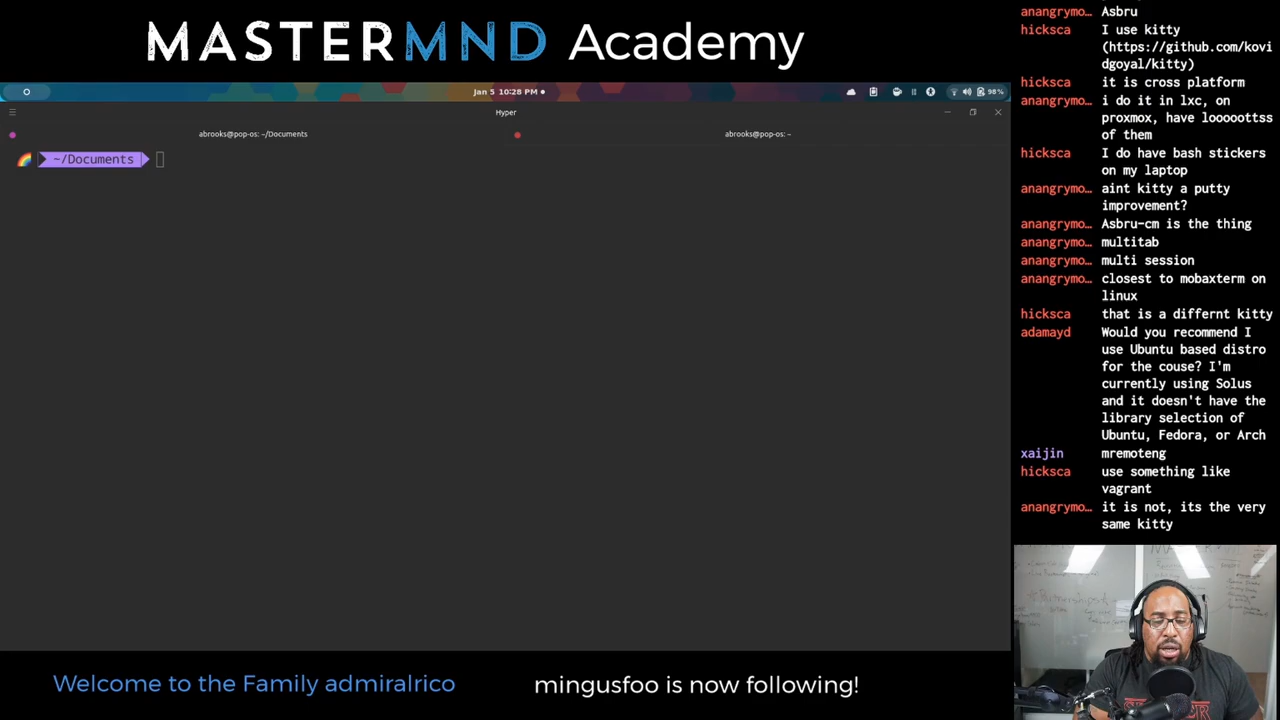 MASTERMND Academy
Jan 5 10:28 PM
98%
Hyper
abrooks@pop-os: ~/Documents
abrooks@pop-os: ~
~/Documents
anangrymo… Asbru
hicksca I use kitty
(https://github.com/kovi
dgoyal/kitty)
hicksca it is cross platform
anangrymo… i do it in lxc, on
proxmox, have looooottss
of them
hicksca I do have bash stickers
on my laptop
anangrymo… aint kitty a putty
improvement?
anangrymo… Asbru-cm is the thing
anangrymo… multitab
anangrymo… multi session
anangrymo… closest to mobaxterm on
linux
hicksca that is a differnt kitty
adamayd Would you recommend I
use Ubuntu based distro
for the couse? I'm
currently using Solus
and it doesn't have the
library selection of
Ubuntu, Fedora, or Arch
xaijin mremoteng
hicksca use something like
vagrant
anangrymo… it is not, its the very
same kitty
Welcome to the Family admiralrico
mingusfoo is now following!